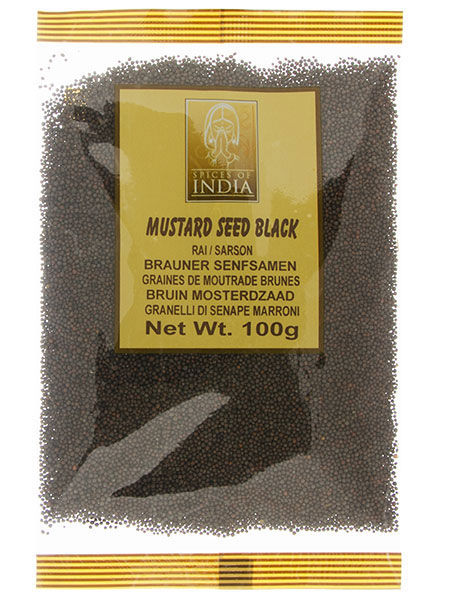 SPICES OF
INDIA
MUSTARD SEED BLACK
RAI / SARSON
BRAUNER SENFSAMEN
GRAINES DE MOUTRADE BRUNES
BRUIN MOSTERDZAAD
GRANELLI DI SENAPE MARRONI
Net Wt. 100g